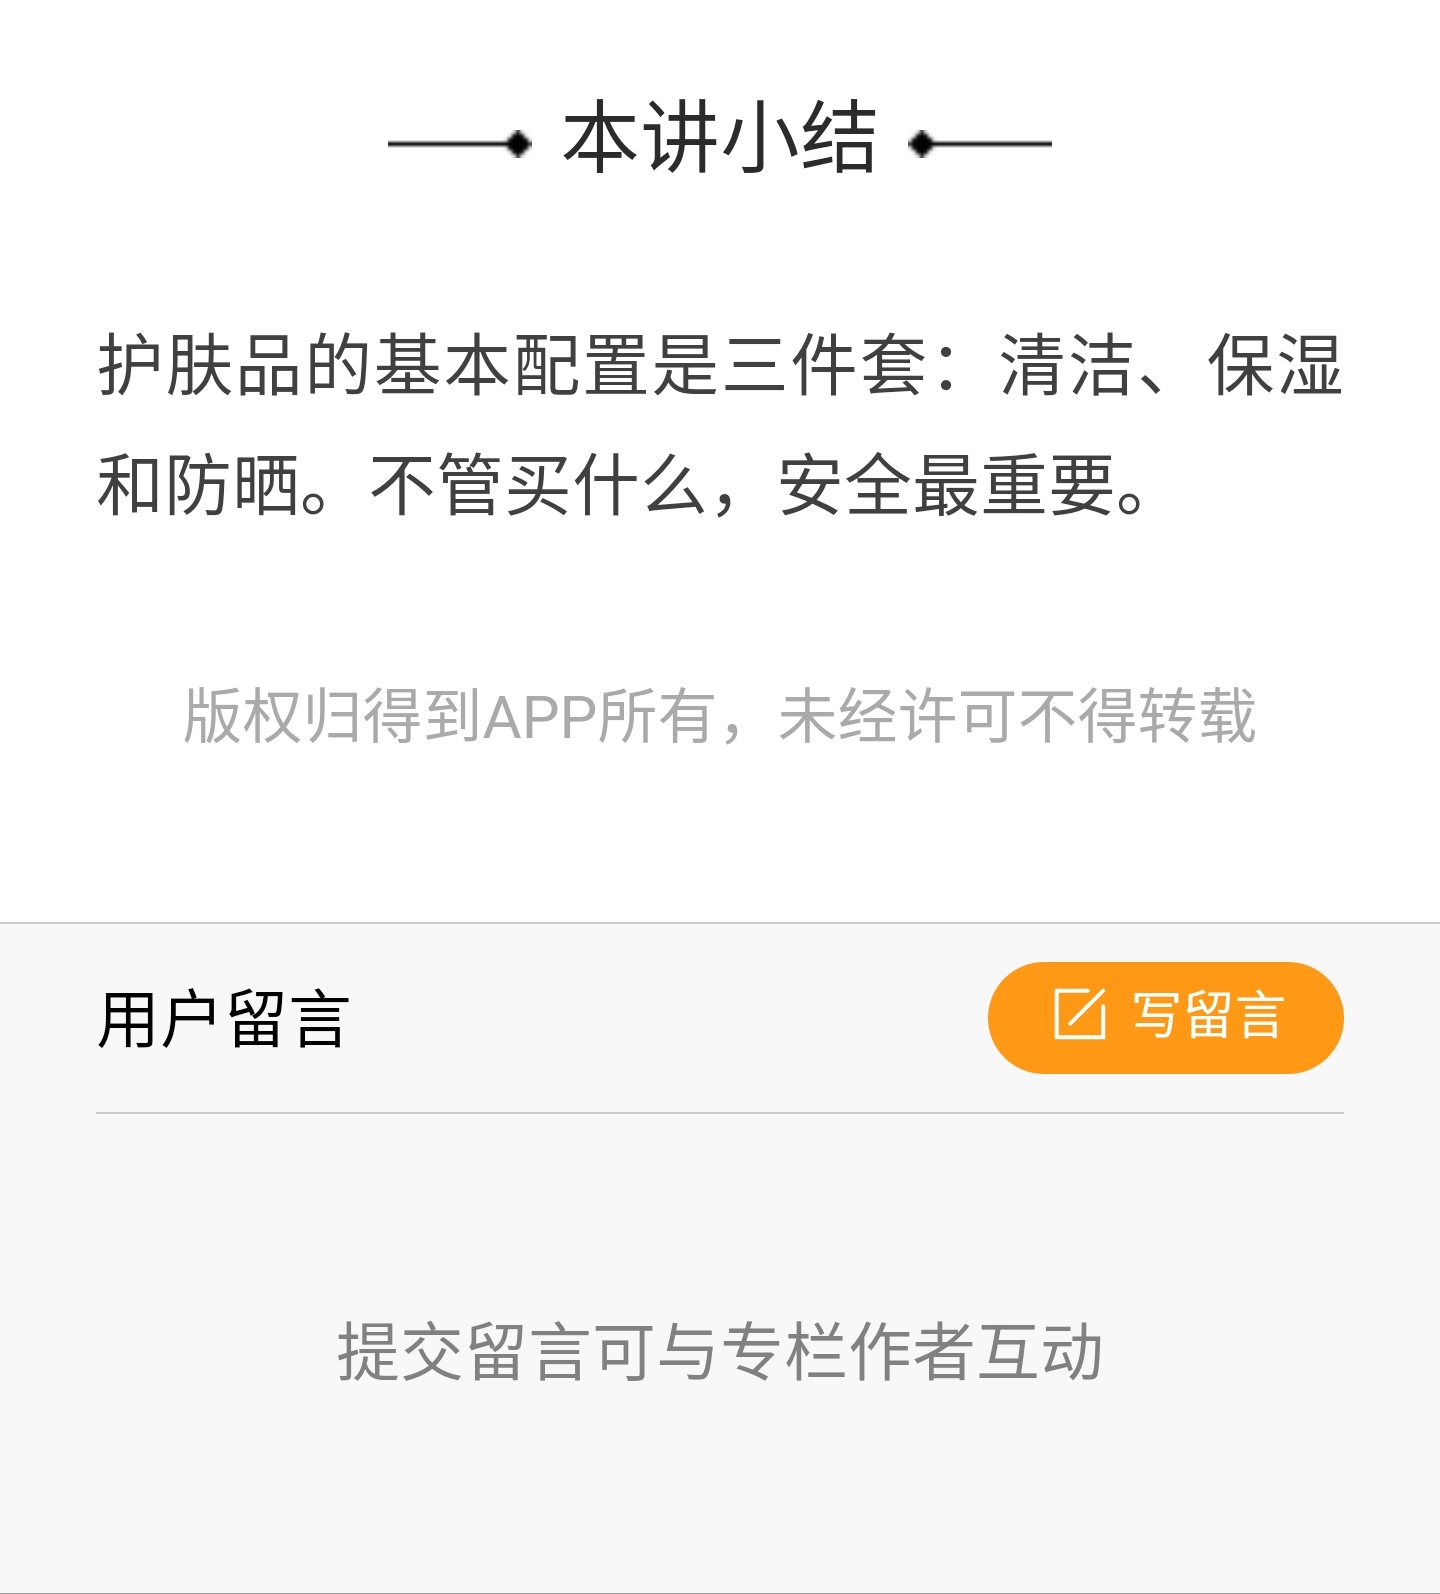 本讲小结
护肤品的基本配置是三件套：清洁、保湿
和防晒。不管买什么，安全最重要。
版权归得到APP所有，未经许可不得转载
用户留言
写留言
提交留言可与专栏作者互动